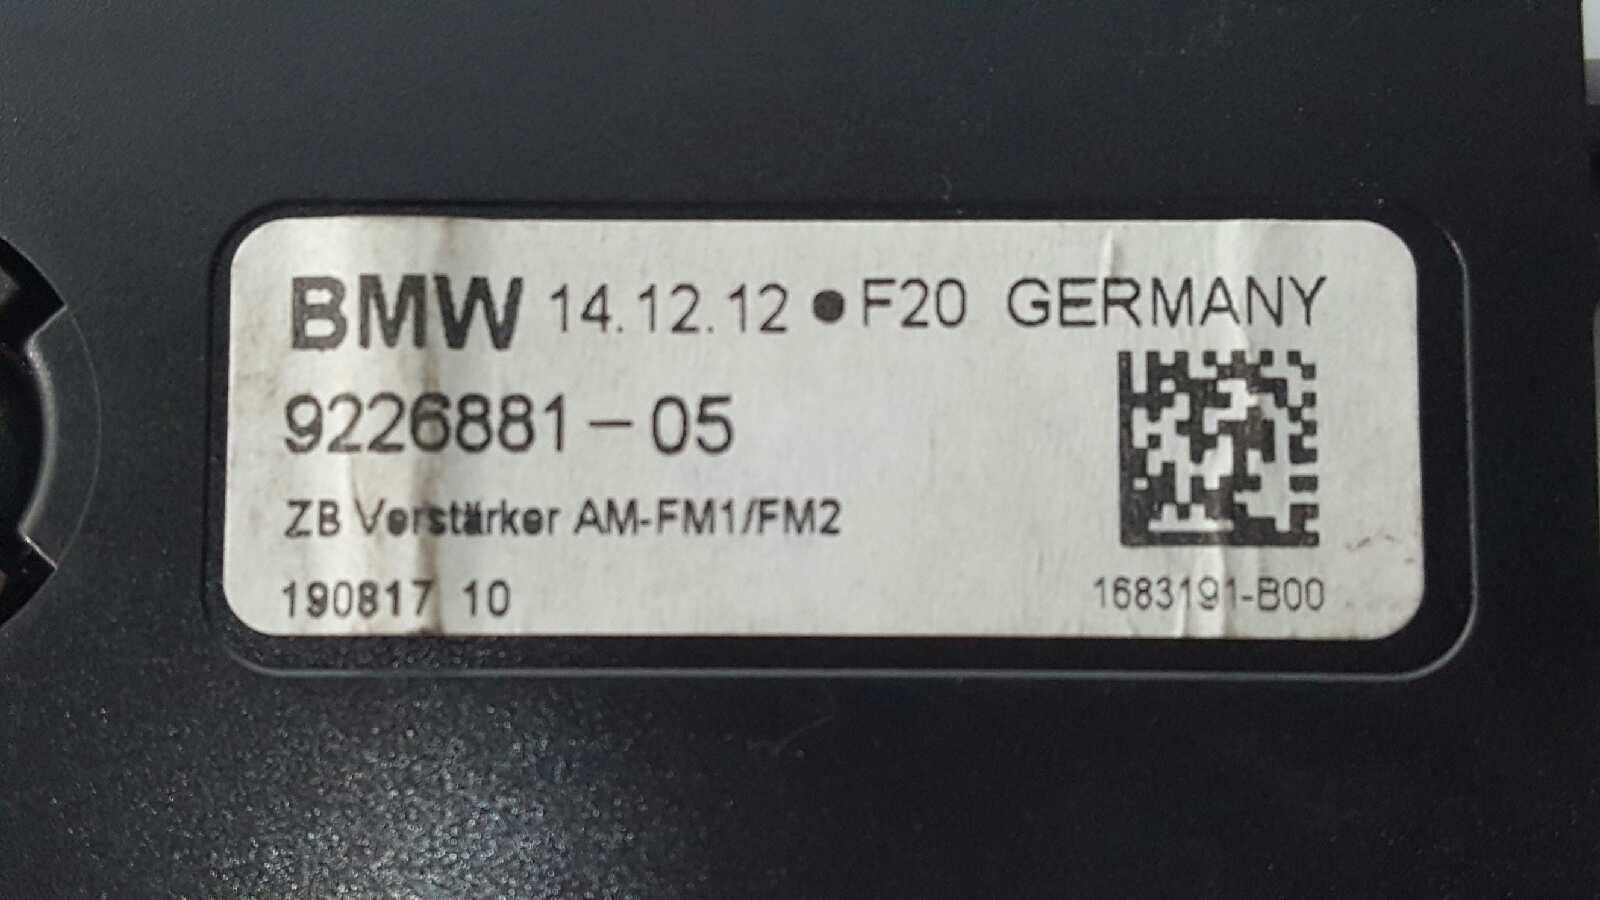 BMW 14.12.12 ● F20 GERMANY
9226881-05
ZB Verstärker AM-FM1/FM2
190817 10
1683191-B00